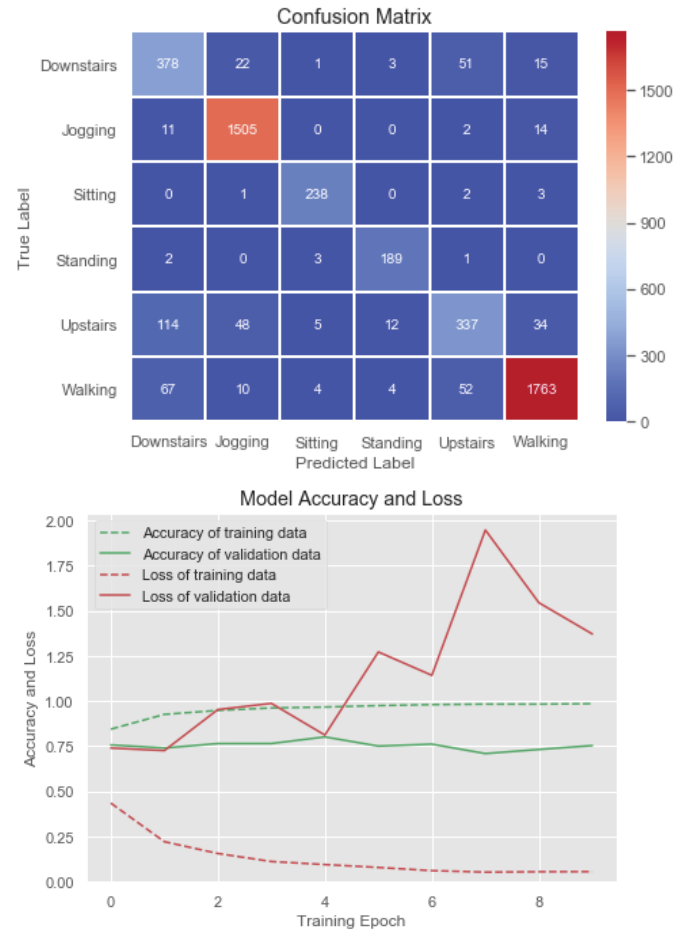 Confusion Matrix
True Label
Downstairs 378 22 1 3 51 15
Jogging 11 1505 0 0 2 14
Sitting 0 1 238 0 2 3
Standing 2 0 3 189 1 0
Upstairs 114 48 5 12 337 34
Walking 67 10 4 4 52 1763
Downstairs Jogging Sitting Standing Upstairs Walking
Predicted Label
1500
1200
900
600
300
0
Model Accuracy and Loss
Accuracy and Loss
2.00
1.75
1.50
1.25
1.00
0.75
0.50
0.25
0.00
Accuracy of training data
Accuracy of validation data
Loss of training data
Loss of validation data
0 2 4 6 8
Training Epoch